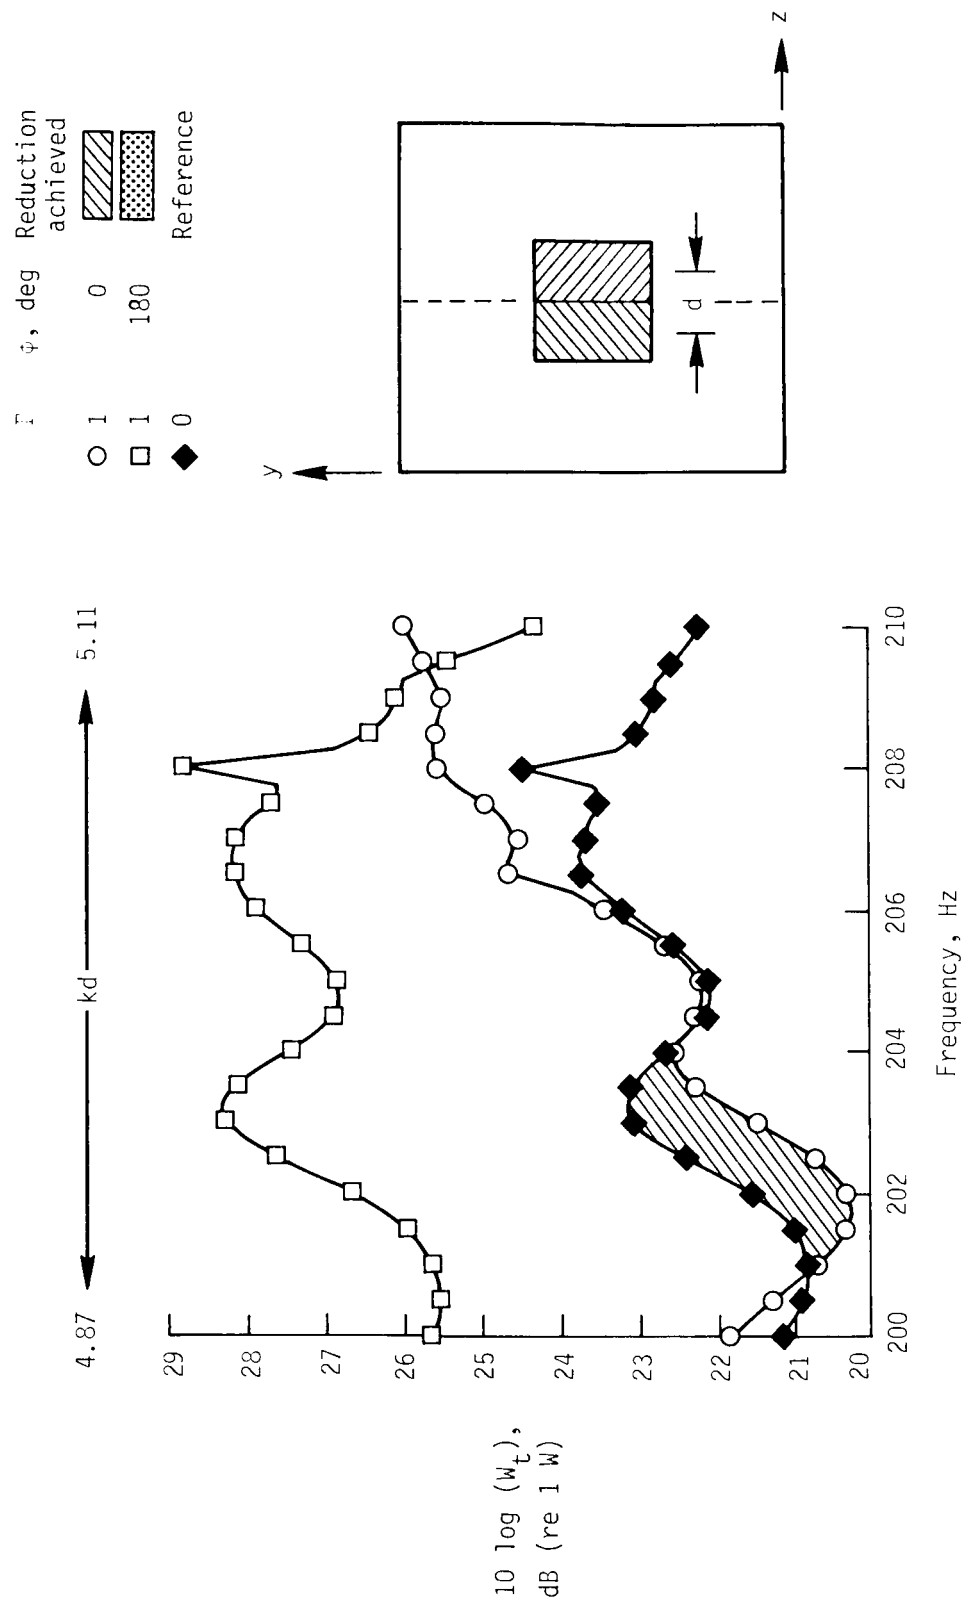 Γ ϕ, deg Reduction
achieved
1 0
1 180
0 Reference
4.87 kd 5.11
y
d
z
29
28
27
26
25
24
23
22
21
20
10 log (Wt),
dB (re 1 W)
200 202 204 206 208 210
Frequency, Hz